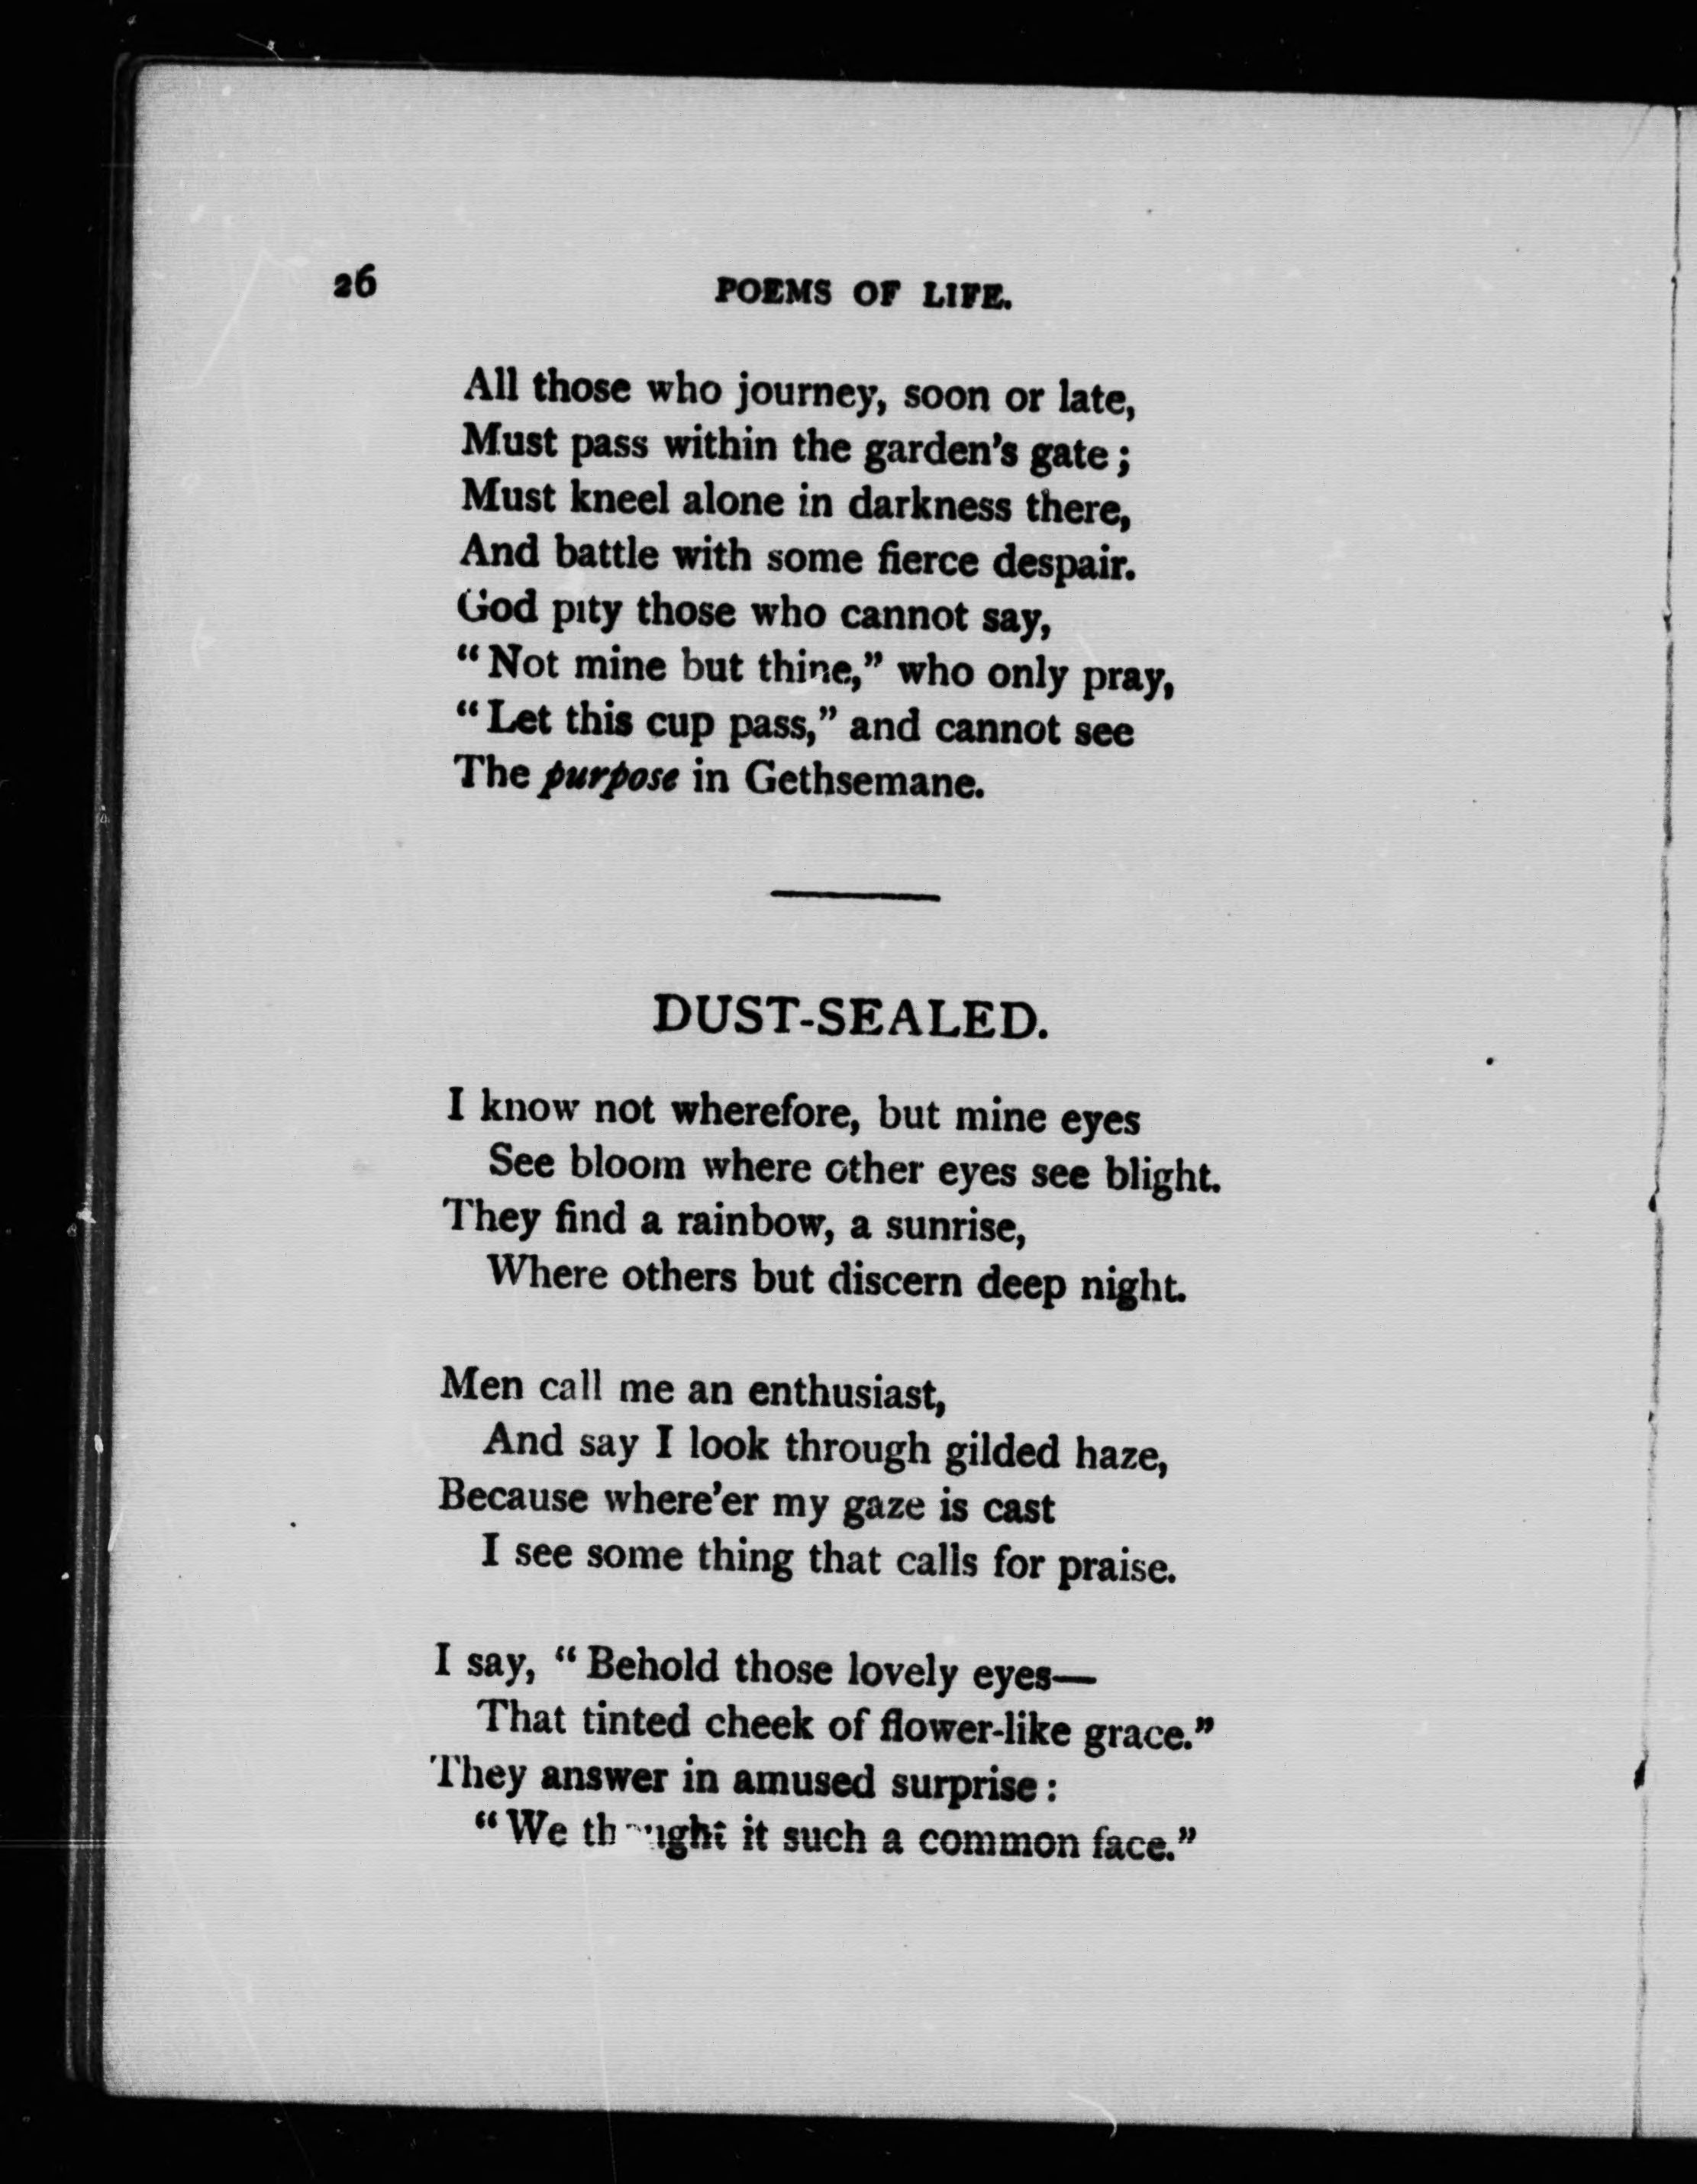 26 POEMS OF LIFE.
All those who journey, soon or late,
Must pass within the garden's gate;
Must kneel alone in darkness there,
And battle with some fierce despair.
God pity those who cannot say,
"Not mine but thine," who only pray,
"Let this cup pass," and cannot see
The purpose in Gethsemane.
DUST-SEALED.
I know not wherefore, but mine eyes
See bloom where other eyes see blight.
They find a rainbow, a sunrise,
Where others but discern deep night.
Men call me an enthusiast,
And say I look through gilded haze,
Because where'er my gaze is cast
I see some thing that calls for praise.
I say, "Behold those lovely eyes—
That tinted cheek of flower-like grace."
They answer in amused surprise:
"We thought it such a common face."